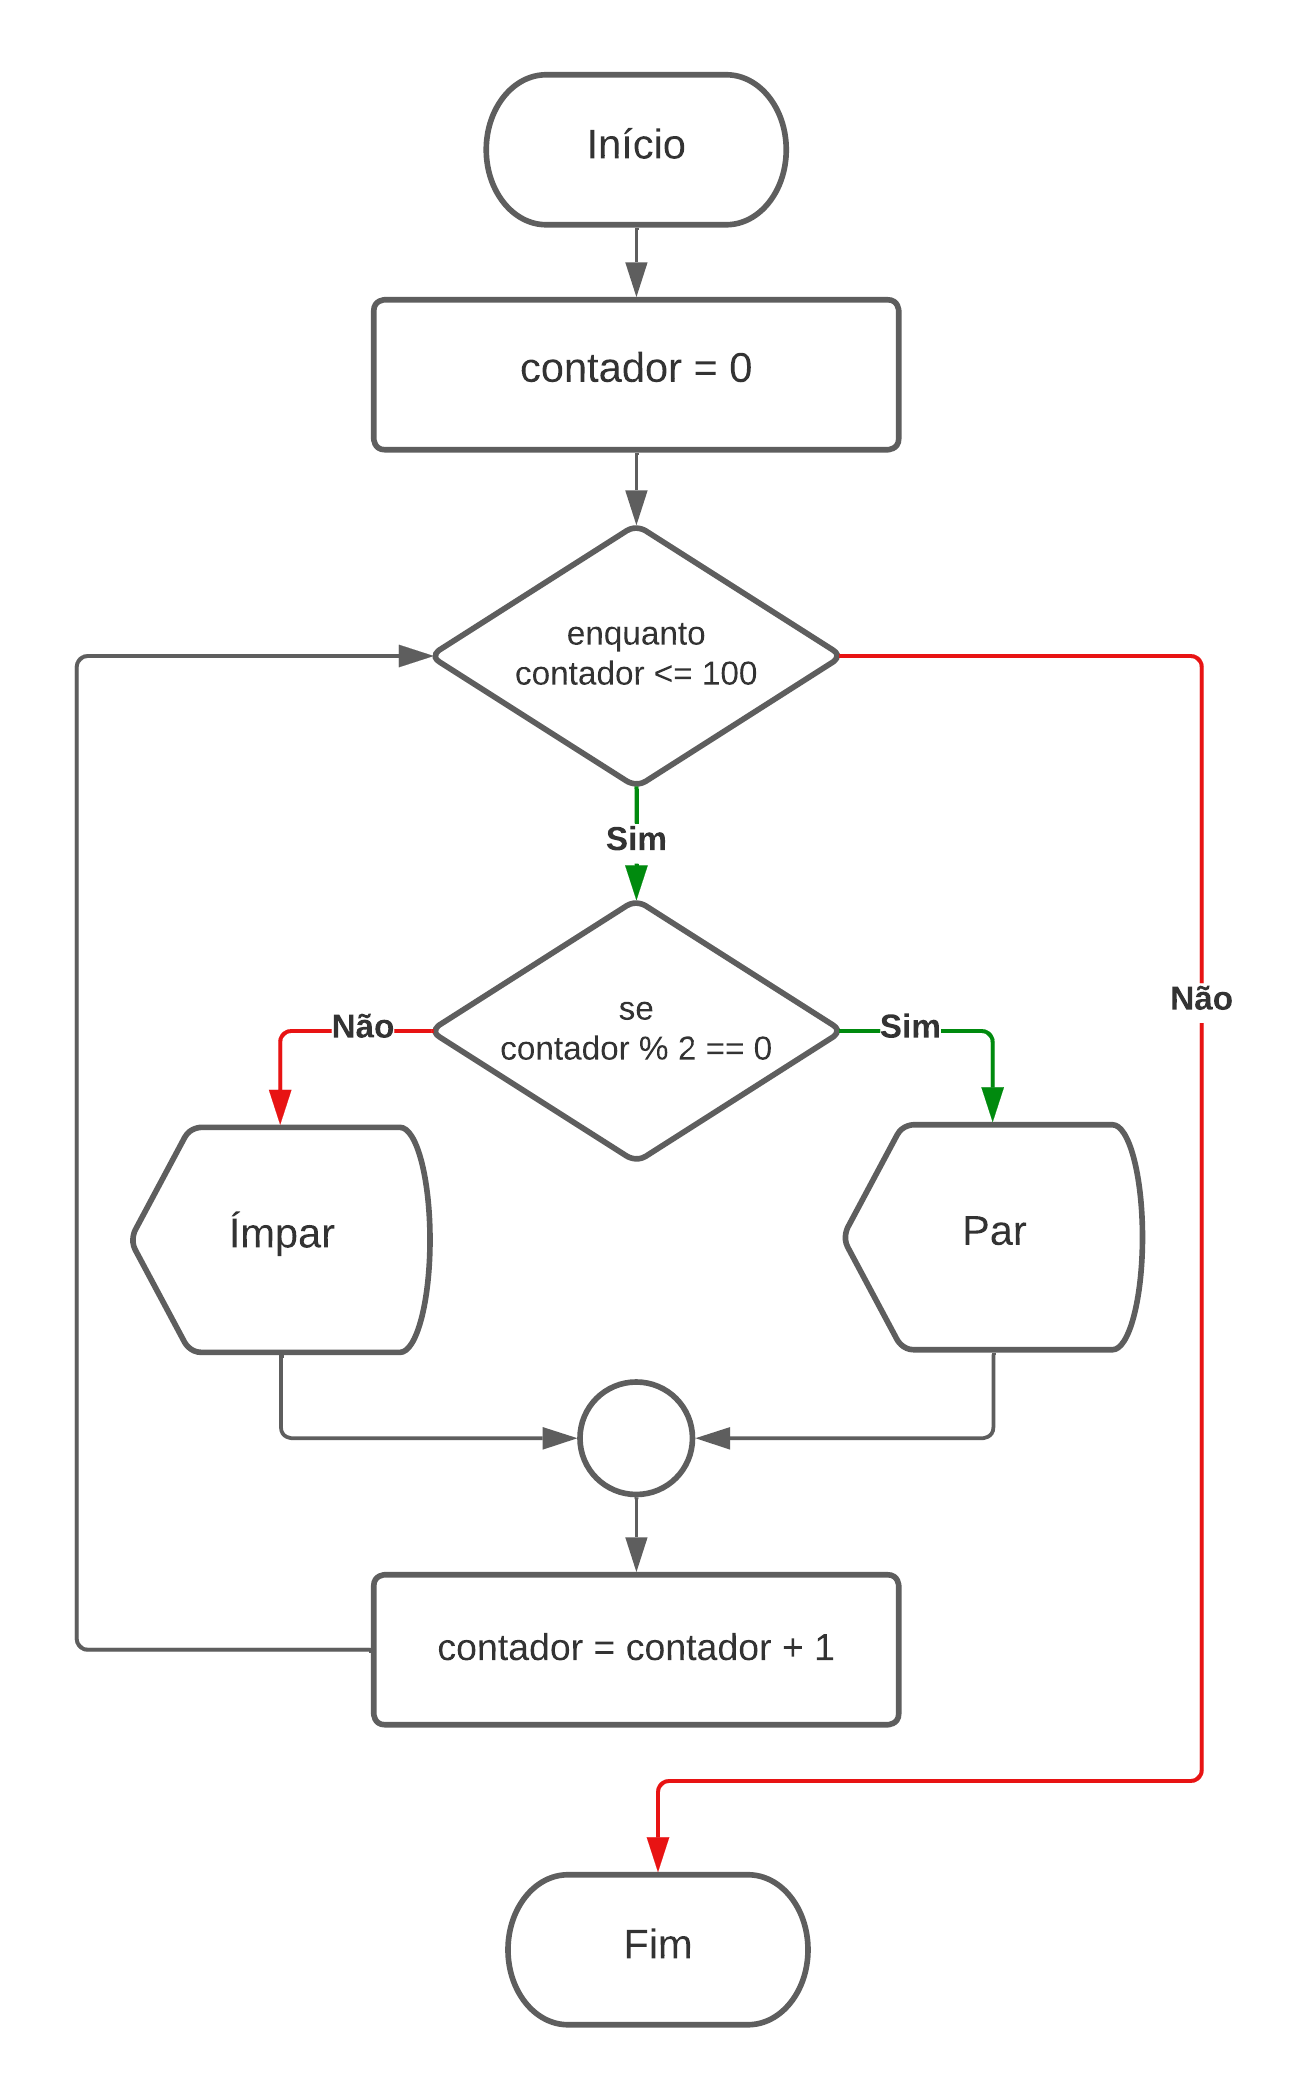 Início
contador = 0
enquanto
contador <= 100
Sim
se
contador % 2 == 0
Não
Sim
Não
Ímpar
Par
contador = contador + 1
Fim